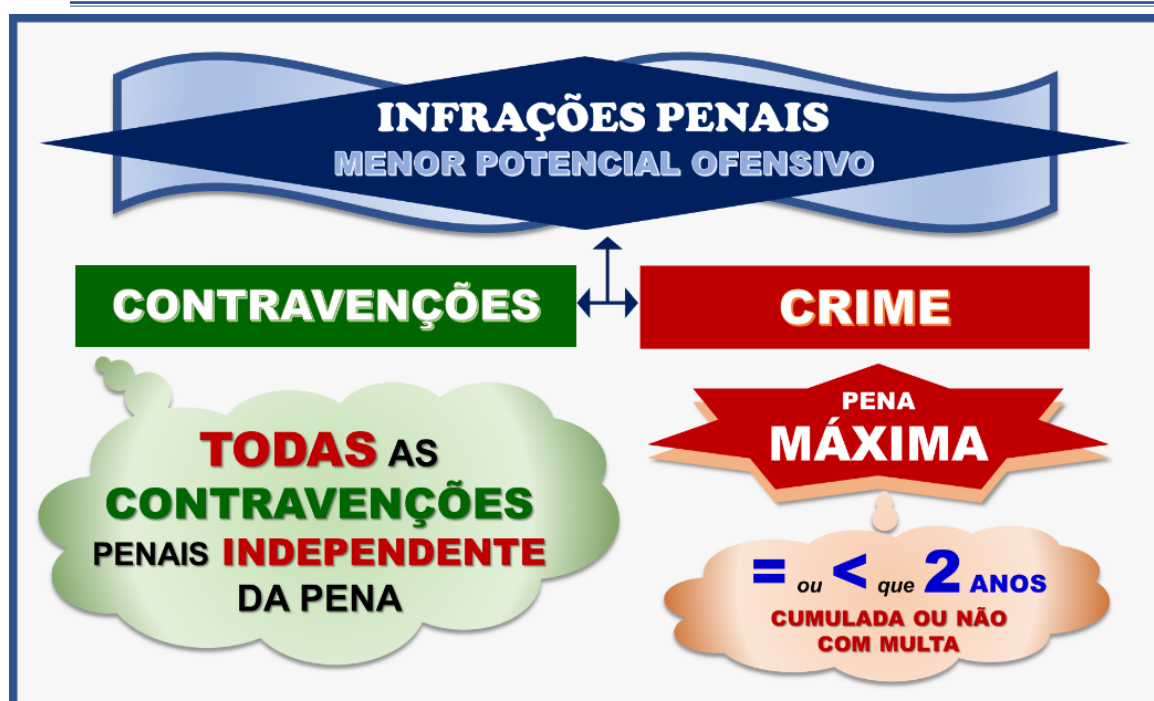 INFRAÇÕES PENAIS
MENOR POTENCIAL OFENSIVO
CONTRAVENÇÕES
CRIME
TODAS AS
CONTRAVENÇÕES
PENAIS INDEPENDENTE
DA PENA
PENA
MÁXIMA
= ou < que 2 ANOS
CUMULADA OU NÃO
COM MULTA